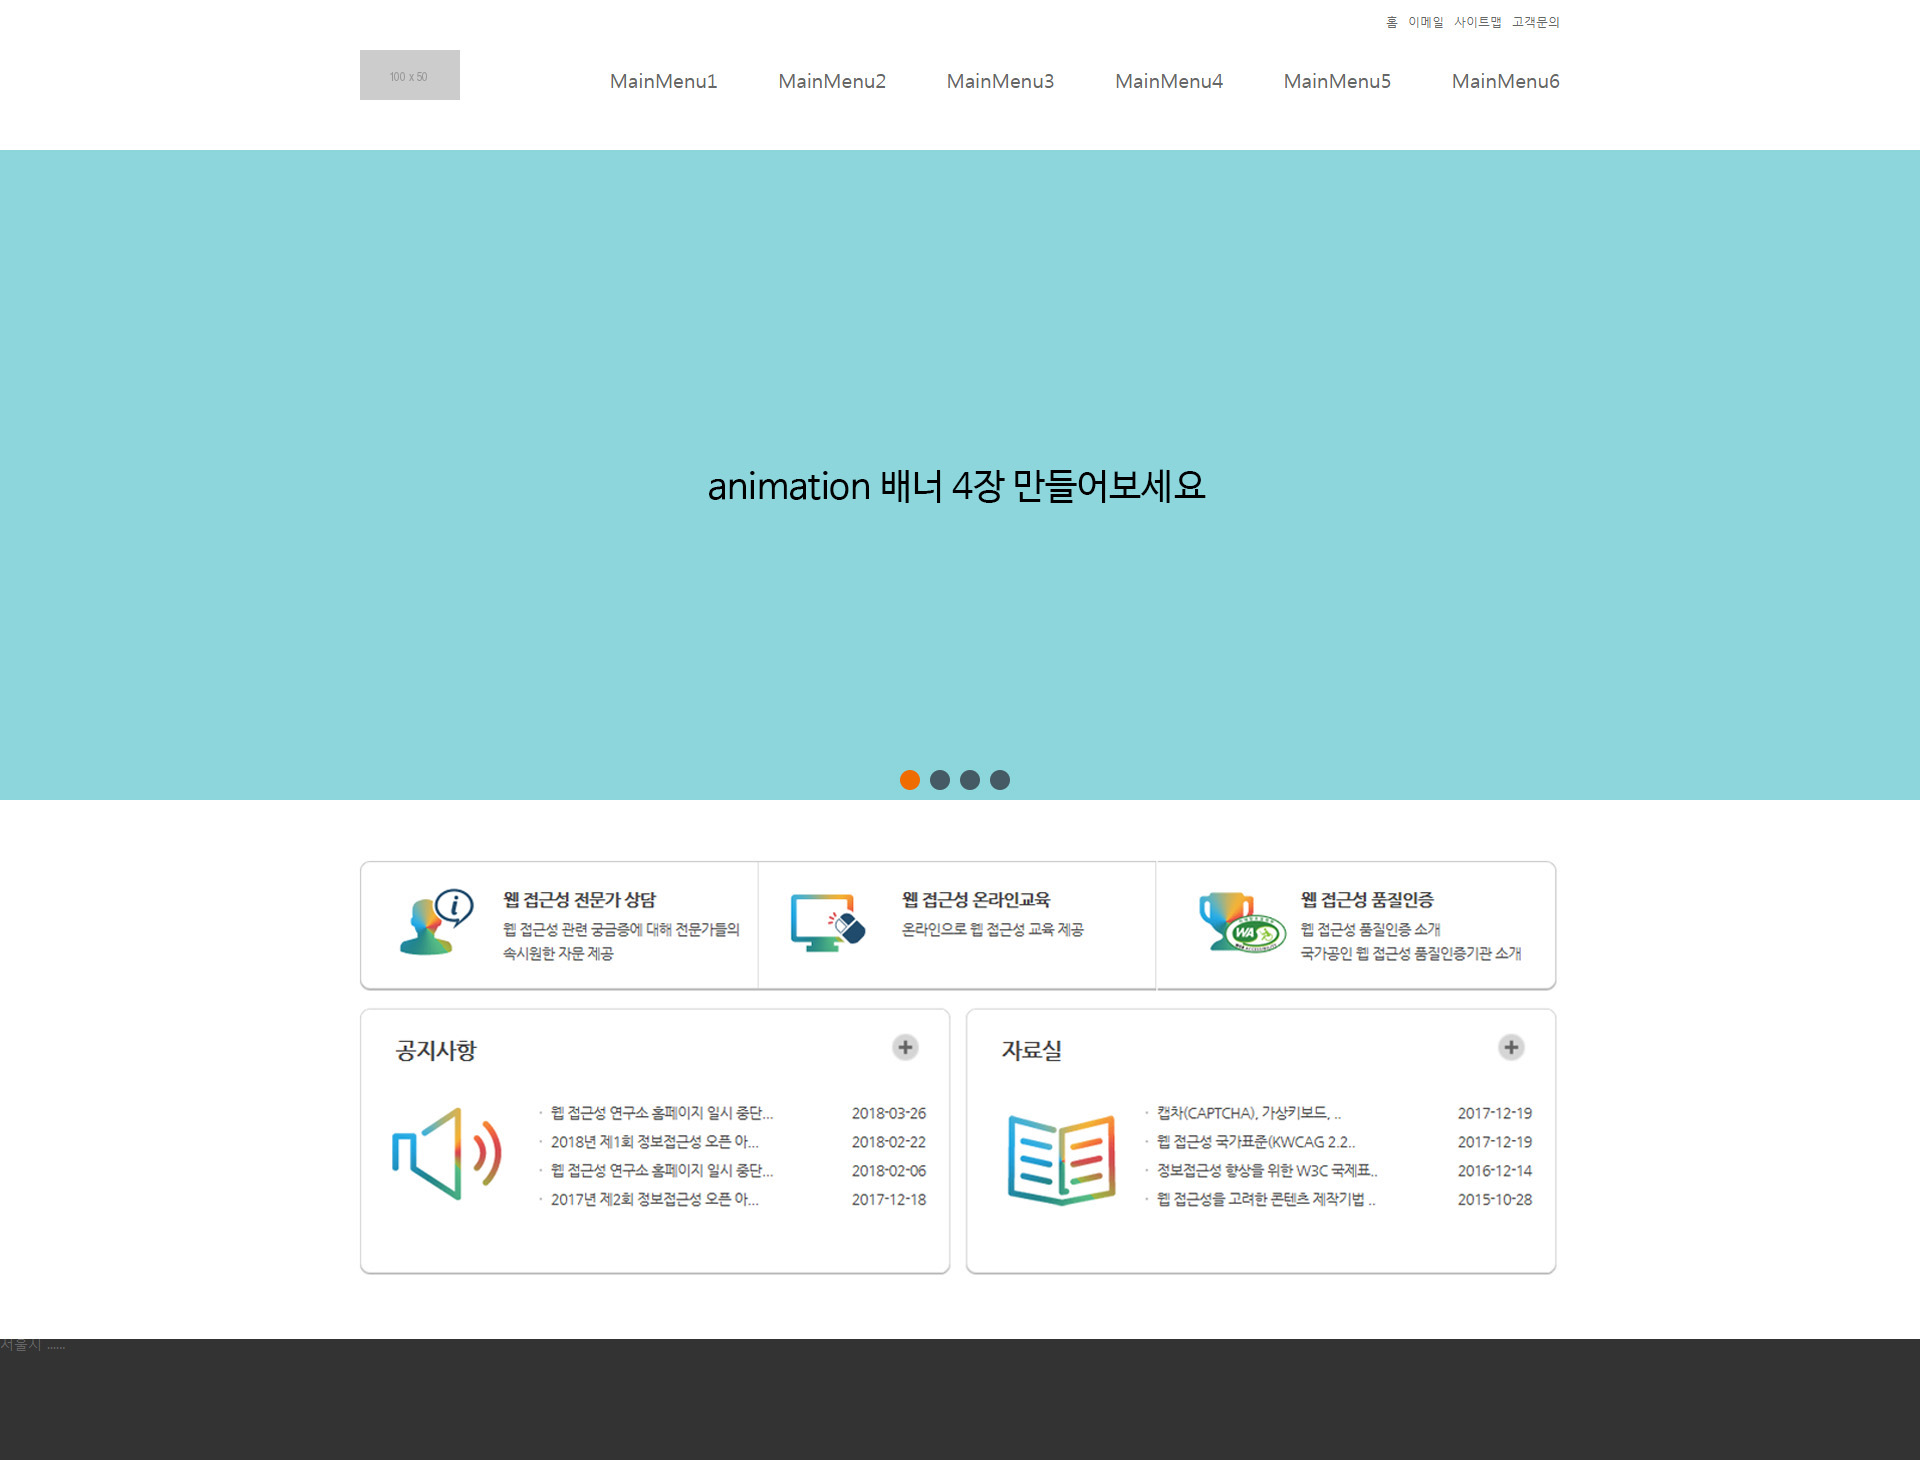 홈 이메일 사이트맵 고객문의
100 x 50
MainMenu1 MainMenu2 MainMenu3 MainMenu4 MainMenu5 MainMenu6
animation 배너 4장 만들어보세요
웹 접근성 전문가 상담
웹 접근성 관련 궁금증에 대해 전문가들의
속시원한 자문 제공
웹 접근성 온라인교육
온라인으로 웹 접근성 교육 제공
WA
웹 접근성 품질인증
웹 접근성 품질인증 소개
국가공인 웹 접근성 품질인증기관 소개
공지사항
· 웹 접근성 연구소 홈페이지 일시 중단... 2018-03-26
· 2018년 제1회 정보접근성 오픈 아... 2018-02-22
· 웹 접근성 연구소 홈페이지 일시 중단... 2018-02-06
· 2017년 제2회 정보접근성 오픈 아... 2017-12-18
자료실
· 캡차(CAPTCHA), 가상키보드, .. 2017-12-19
· 웹 접근성 국가표준(KWCAG 2.2.. 2017-12-19
· 정보접근성 향상을 위한 W3C 국제표.. 2016-12-14
· 웹 접근성을 고려한 콘텐츠 제작기법 .. 2015-10-28
서울시 ......